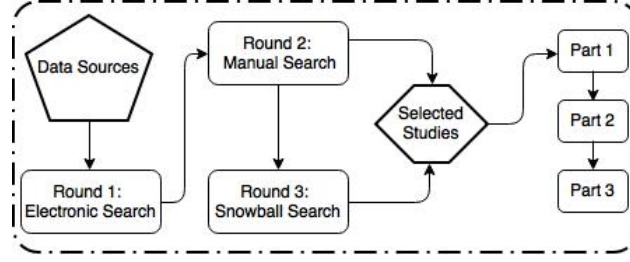 Data Sources
Round 1:
Electronic Search
Round 2:
Manual Search
Round 3:
Snowball Search
Selected
Studies
Part 1
Part 2
Part 3